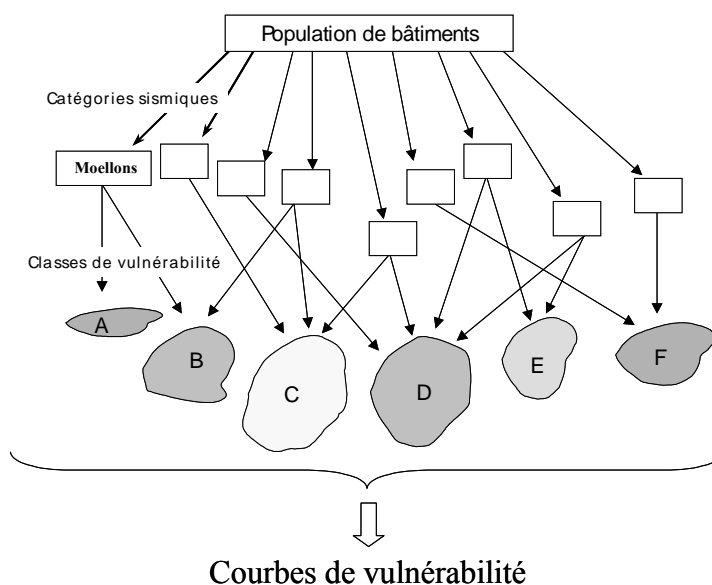 Population de bâtiments
Catégories sismiques
Moellons
Classes de vulnérabilité
A
B
C
D
E
F
Courbes de vulnérabilité